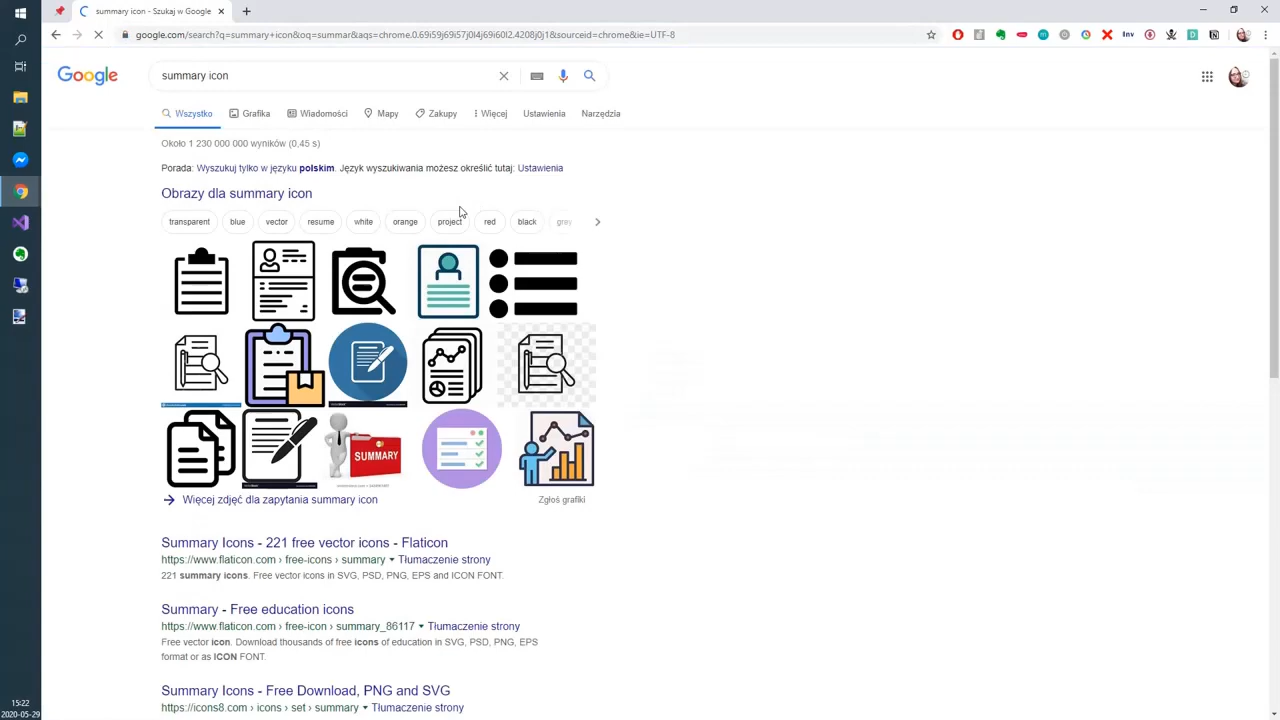 summary icon - Szukaj w Google
google.com/search?q=summary+icon&oq=summar&aqs=chrome.0.69i59j69i57j0l4j69i60l2.4208j0j1&sourceid=chrome&ie=UTF-8
Inv
Google
summary icon
Wszystko
Grafika
Wiadomości
Mapy
Zakupy
Więcej
Ustawienia
Narzędzia
Około 1 230 000 000 wyników (0,45 s)
Porada: Wyszukuj tylko w języku polskim. Język wyszukiwania możesz określić tutaj: Ustawienia
Obrazy dla summary icon
transparent
blue
vector
resume
white
orange
project
red
black
grey
SUMMARY
Więcej zdjęć dla zapytania summary icon
Zgłoś grafiki
Summary Icons - 221 free vector icons - Flaticon
https://www.flaticon.com › free-icons › summary ▾ Tłumaczenie strony
221 summary icons. Free vector icons in SVG, PSD, PNG, EPS and ICON FONT.
Summary - Free education icons
https://www.flaticon.com › free-icon › summary_86117 ▾ Tłumaczenie strony
Free vector icon. Download thousands of free icons of education in SVG, PSD, PNG, EPS
format or as ICON FONT.
Summary Icons - Free Download, PNG and SVG
https://icons8.com › icons › set › summary ▾ Tłumaczenie strony
15:22
2020-05-29